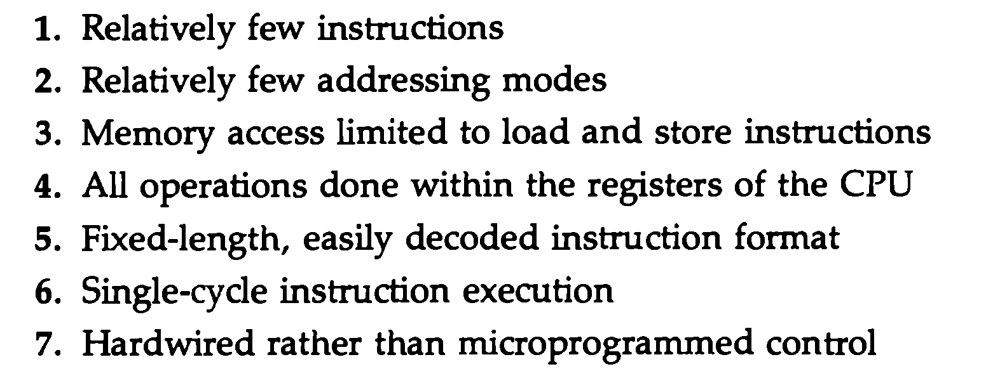 1. Relatively few instructions
2. Relatively few addressing modes
3. Memory access limited to load and store instructions
4. All operations done within the registers of the CPU
5. Fixed-length, easily decoded instruction format
6. Single-cycle instruction execution
7. Hardwired rather than microprogrammed control